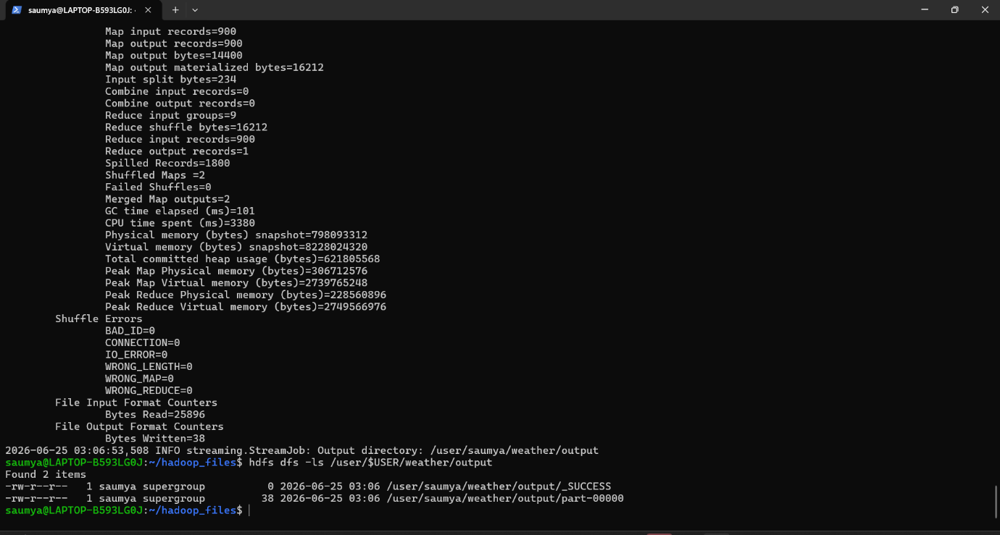 saumya@LAPTOP-B593LG0J: ~
Map input records=900
Map output records=900
Map output bytes=14400
Map output materialized bytes=16212
Input split bytes=234
Combine input records=0
Combine output records=0
Reduce input groups=9
Reduce shuffle bytes=16212
Reduce input records=900
Reduce output records=1
Spilled Records=1800
Shuffled Maps =2
Failed Shuffles=0
Merged Map outputs=2
GC time elapsed (ms)=101
CPU time spent (ms)=3380
Physical memory (bytes) snapshot=798093312
Virtual memory (bytes) snapshot=8228024320
Total committed heap usage (bytes)=621805568
Peak Map Physical memory (bytes)=306712576
Peak Map Virtual memory (bytes)=2739765248
Peak Reduce Physical memory (bytes)=228560896
Peak Reduce Virtual memory (bytes)=2749566976
Shuffle Errors
BAD_ID=0
CONNECTION=0
IO_ERROR=0
WRONG_LENGTH=0
WRONG_MAP=0
WRONG_REDUCE=0
File Input Format Counters
Bytes Read=25896
File Output Format Counters
Bytes Written=38
2026-06-25 03:06:53,508 INFO streaming.StreamJob: Output directory: /user/saumya/weather/output
saumya@LAPTOP-B593LG0J:~/hadoop_files$ hdfs dfs -ls /user/$USER/weather/output
Found 2 items
-rw-r--r-- 1 saumya supergroup 0 2026-06-25 03:06 /user/saumya/weather/output/_SUCCESS
-rw-r--r-- 1 saumya supergroup 38 2026-06-25 03:06 /user/saumya/weather/output/part-00000
saumya@LAPTOP-B593LG0J:~/hadoop_files$